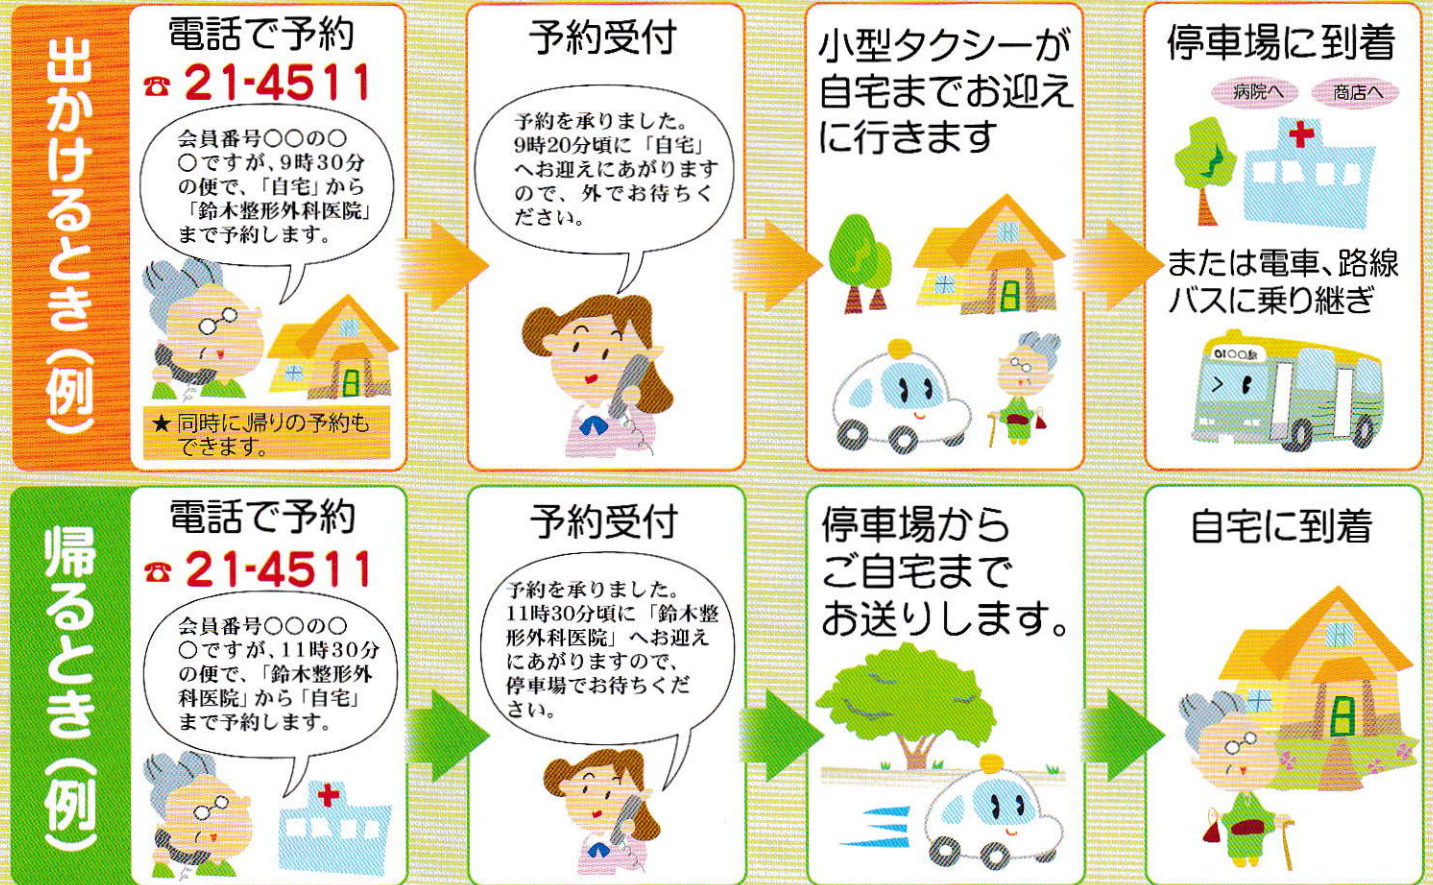 出かけるとき(例)
電話で予約
☎ 21-4511
会員番号〇〇の〇
〇ですが、9時30分
の便で、「自宅」から
「鈴木整形外科医院」
まで予約します。
★ 同時に帰りの予約も
できます。
予約受付
予約を承りました。
9時20分頃に「自宅」
へお迎えにあがります
ので、外でお待ちく
ださい。
小型タクシーが
自宅までお迎え
に行きます
停車場に到着
病院へ
商店へ
または電車、路線
バスに乗り継ぎ
帰るとき(例)
電話で予約
☎ 21-4511
会員番号〇〇の〇
〇ですが、11時30分
の便で、「鈴木整形外
科医院」から「自宅」
まで予約します。
予約受付
予約を承りました。
11時30分頃に「鈴木整
形外科医院」へお迎え
にあがりますので、
停車場でお待ちくだ
さい。
停車場から
ご自宅まで
お送りします。
自宅に到着